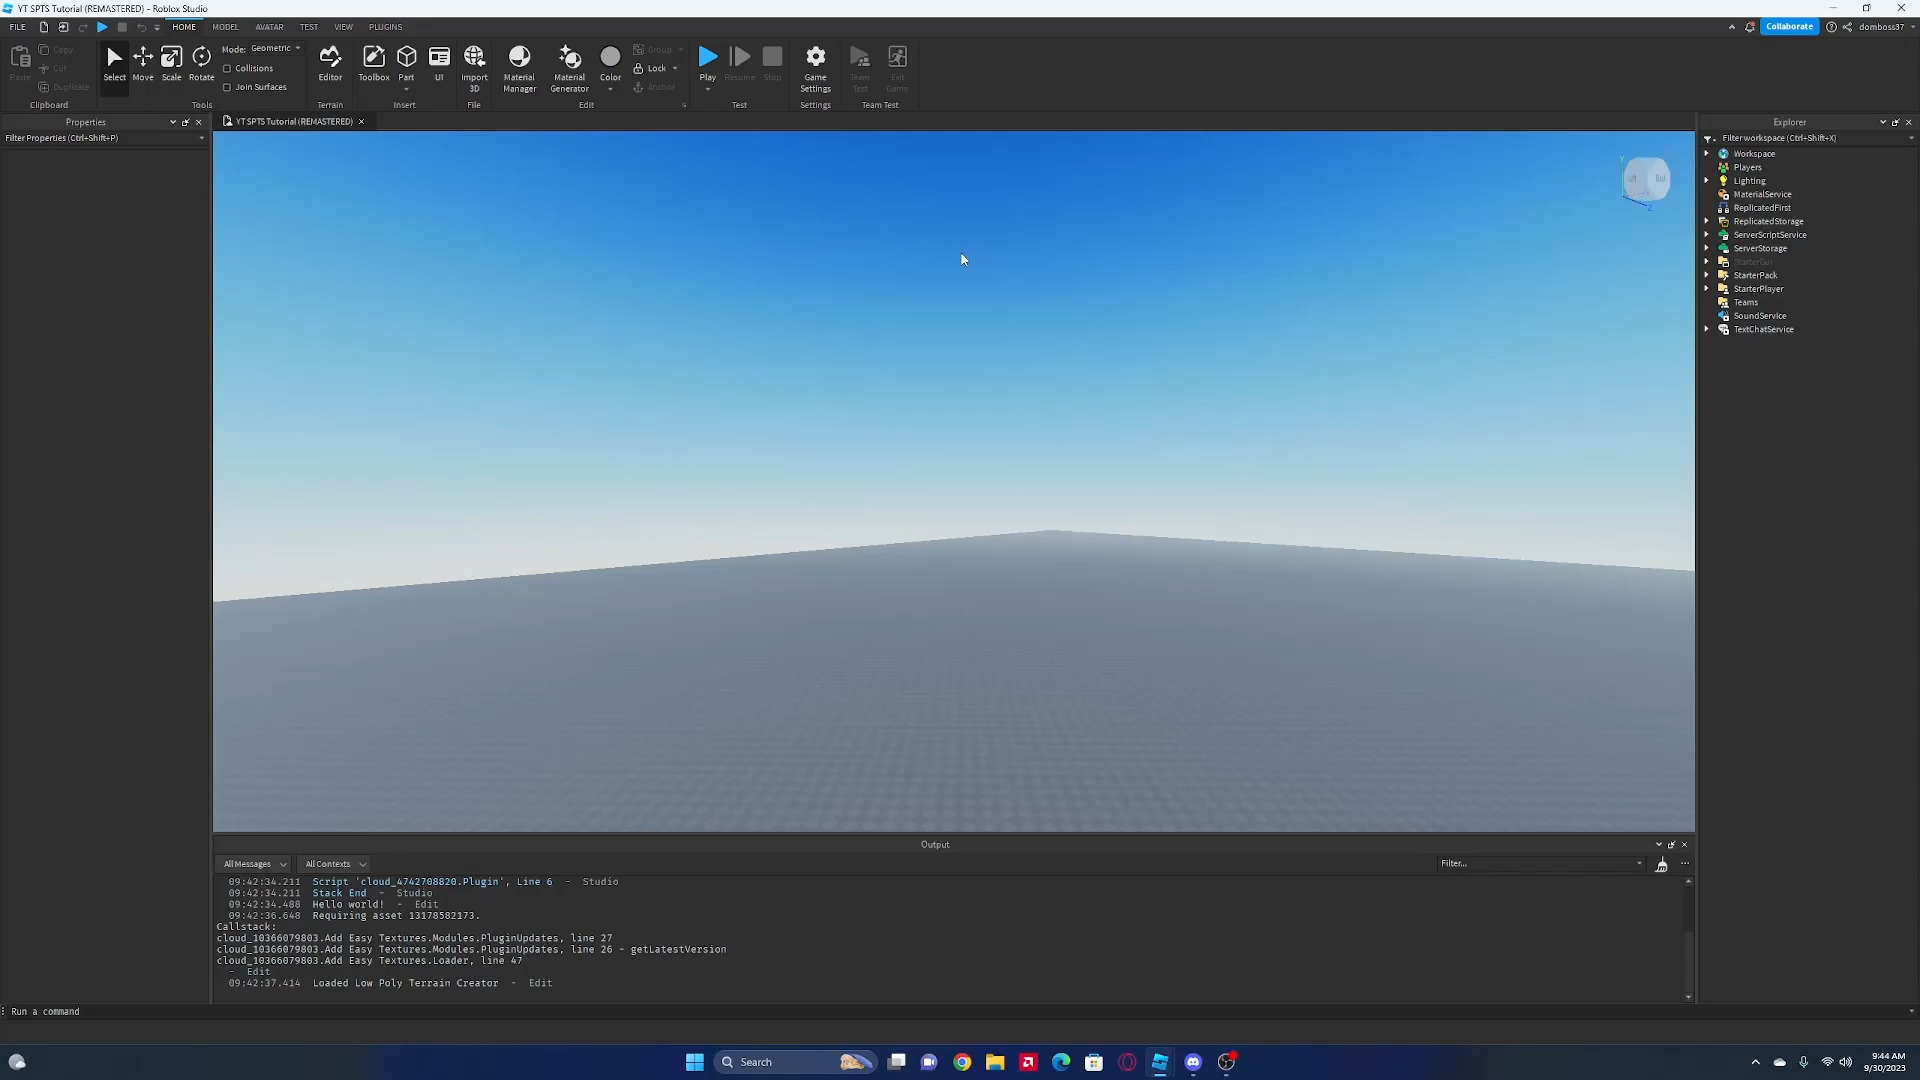 YT SPTS Tutorial (REMASTERED) - Roblox Studio
FILE HOME MODEL AVATAR TEST VIEW PLUGINS Collaborate domboss37
Paste Copy Cut Duplicate Clipboard
Select Move Scale Rotate Tools
Mode: Geometric
Collisions
Join Surfaces
Editor Terrain
Toolbox Part UI Insert
Import 3D File
Material Manager Material Generator Color Group Lock Anchor Edit
Play Resume Stop Test
Game Settings Settings
Team Test Exit Game Team Test
Properties
Filter Properties (Ctrl+Shift+P)
YT SPTS Tutorial (REMASTERED)
Left Back
Y
Z
Explorer
Filter workspace (Ctrl+Shift+X)
Workspace
Players
Lighting
MaterialService
ReplicatedFirst
ReplicatedStorage
ServerScriptService
ServerStorage
StarterGui
StarterPack
StarterPlayer
Teams
SoundService
TextChatService
Output
All Messages All Contexts Filter...
09:42:34.211 Script 'cloud_4742708820.Plugin', Line 6 - Studio
09:42:34.211 Stack End - Studio
09:42:34.488 Hello world! - Edit
09:42:36.648 Requiring asset 13178582173.
Callstack:
cloud_10366079803.Add Easy Textures.Modules.PluginUpdates, line 27
cloud_10366079803.Add Easy Textures.Modules.PluginUpdates, line 26 - getLatestVersion
cloud_10366079803.Add Easy Textures.Loader, line 47
- Edit
09:42:37.414 Loaded Low Poly Terrain Creator - Edit
Run a command
Search
9:44 AM
9/30/2023